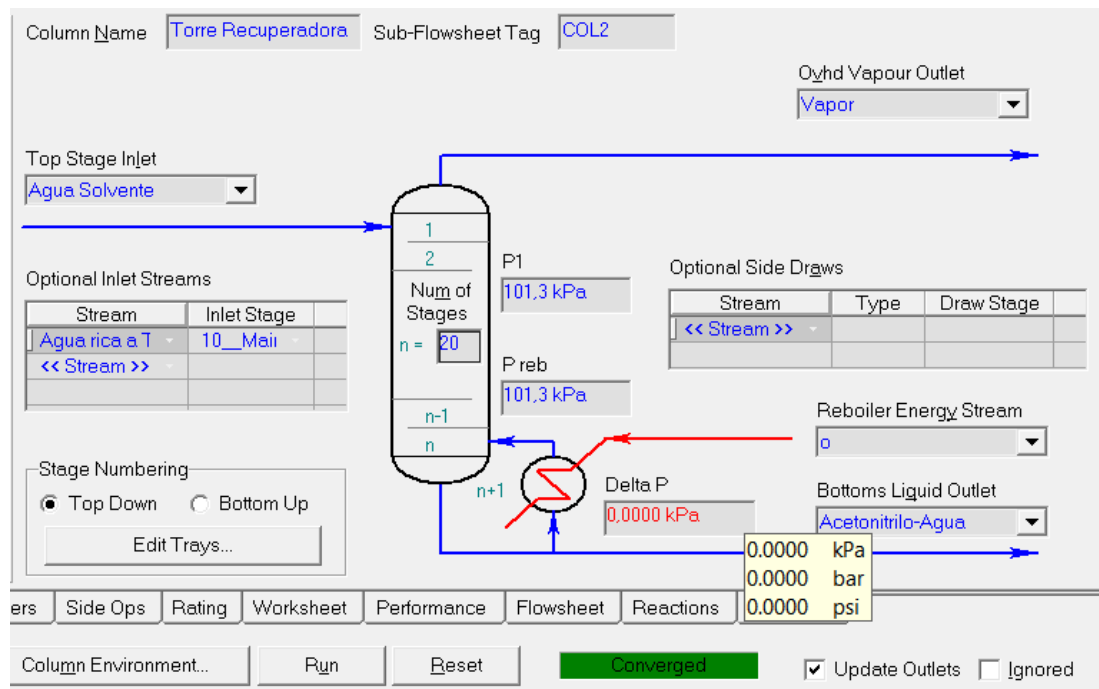 Column Name Torre Recuperadora Sub-Flowsheet Tag COL2
Ovhd Vapour Outlet
Vapor
Top Stage Inlet
Agua Solvente
1
2
Optional Inlet Streams
Stream Inlet Stage
Agua rica a T 10__Maii
<< Stream >>
Num of
Stages
n = 20
P1
101,3 kPa
P reb
101,3 kPa
n-1
n
n+1
Optional Side Draws
Stream Type Draw Stage
<< Stream >>
Reboiler Energy Stream
o
Stage Numbering
Top Down Bottom Up
Edit Trays...
Delta P
0,0000 kPa
Bottoms Liquid Outlet
Acetonitrilo-Agua
0.0000 kPa
0.0000 bar
0.0000 psi
ers Side Ops Rating Worksheet Performance Flowsheet Reactions
Column Environment... Run Reset Converged Update Outlets Ignored